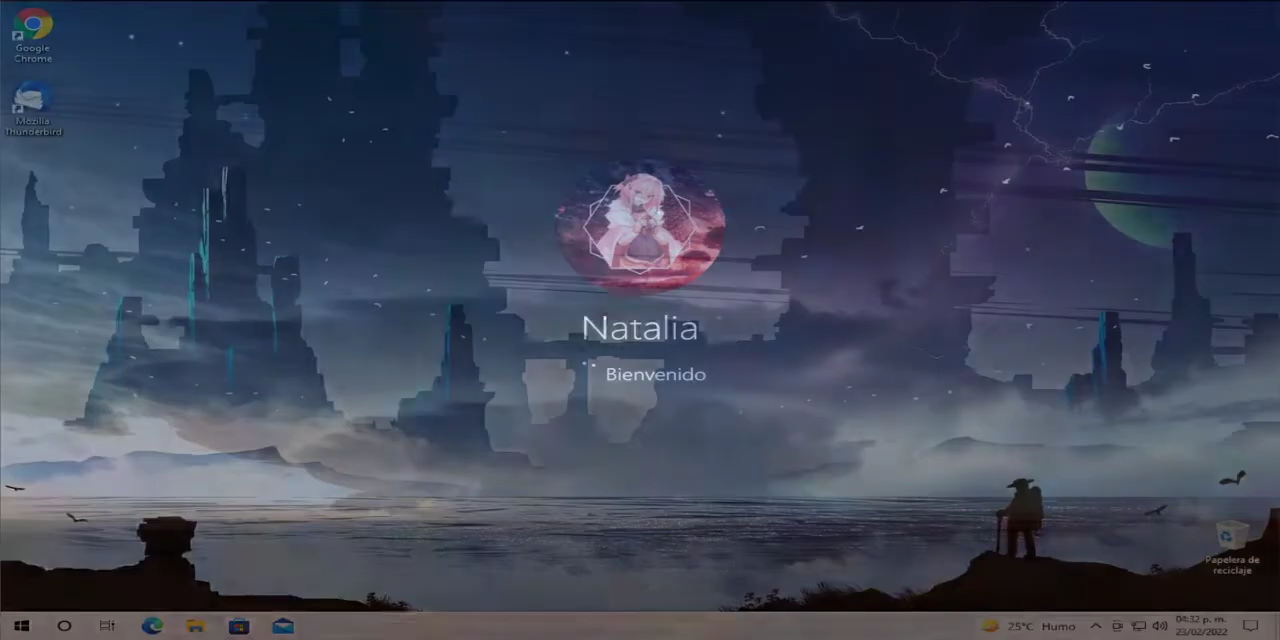 Google
Chrome
Mozilla
Thunderbird
Natalia
Bienvenido
Papelera de
reciclaje
25°C Humo
04:32 p. m.
23/02/2022